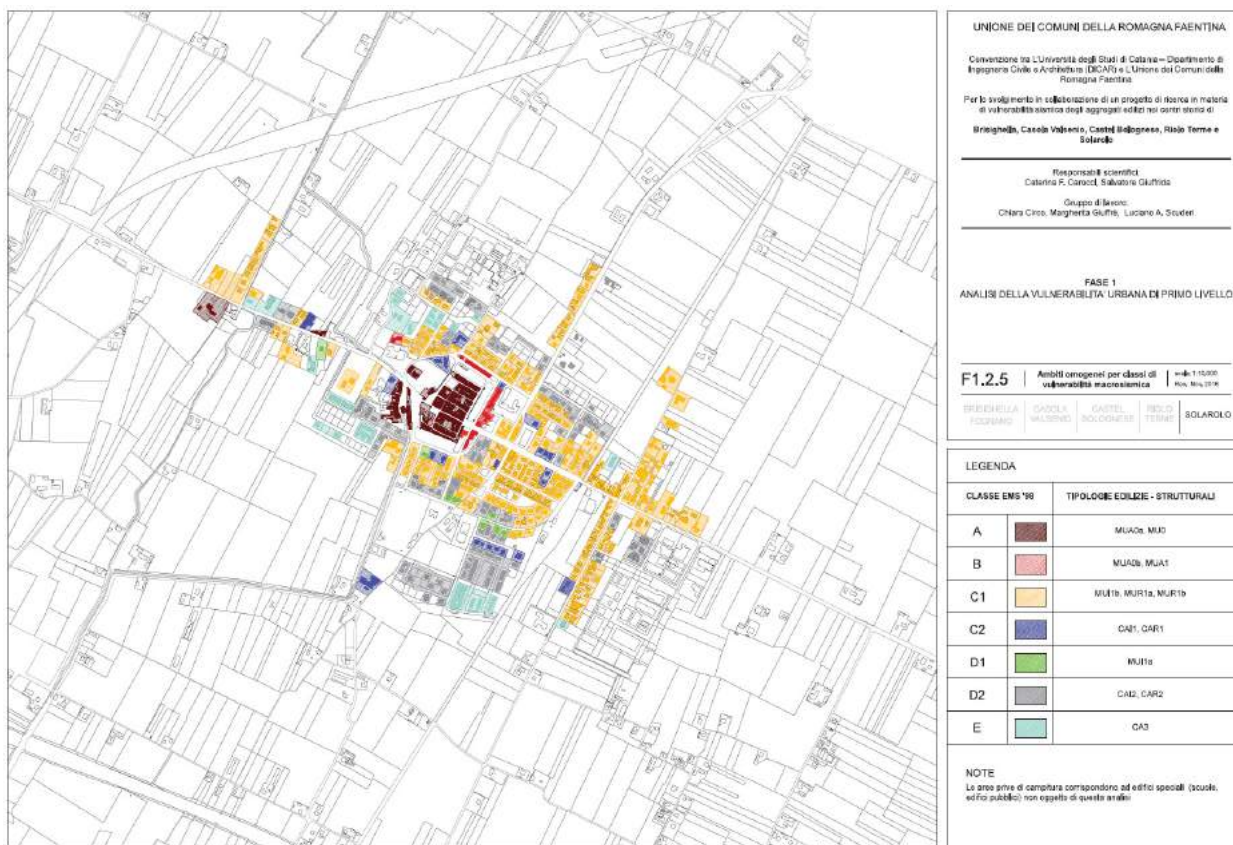 UNIONE DEI COMUNI DELLA ROMAGNA FAENTINA
Convenzione tra L'Università degli Studi di Catania – Dipartimento di
Ingegneria Civile e Architettura (DICAR) e L'Unione dei Comuni della
Romagna Faentina
Per lo svolgimento in collaborazione di un progetto di ricerca in materia
di vulnerabilità sismica degli aggregati edilizi nei centri storici di
Brisighella, Casola Valsenio, Castel Bolognese, Riolo Terme e
Solarolo
Responsabili scientifici
Caterina F. Carocci, Salvatore Giuffrida
Gruppo di lavoro:
Chiara Circo, Margherita Giuffrè, Luciano A. Scuderi
FASE 1
ANALISI DELLA VULNERABILITA' URBANA DI PRIMO LIVELLO
F1.2.5
Ambiti omogenei per classi di
vulnerabilità macrosismica
scala 1:10.000
Rev. Nov. 2016
BRISIGHELLA
FOGNANO
CASOLA
VALSENIO
CASTEL
BOLOGNESE
RIOLO
TERME
SOLAROLO
LEGENDA
CLASSE EMS '98
TIPOLOGIE EDILIZIE - STRUTTURALI
A MUA0a, MU0
B MUA0b, MUA1
C1 MUI1b, MUR1a, MUR1b
C2 CAI1, CAR1
D1 MUI1a
D2 CAI2, CAR2
E CA3
NOTE
Le aree prive di campitura corrispondono ad edifici speciali (scuole,
edifici pubblici) non oggetto di questa analisi